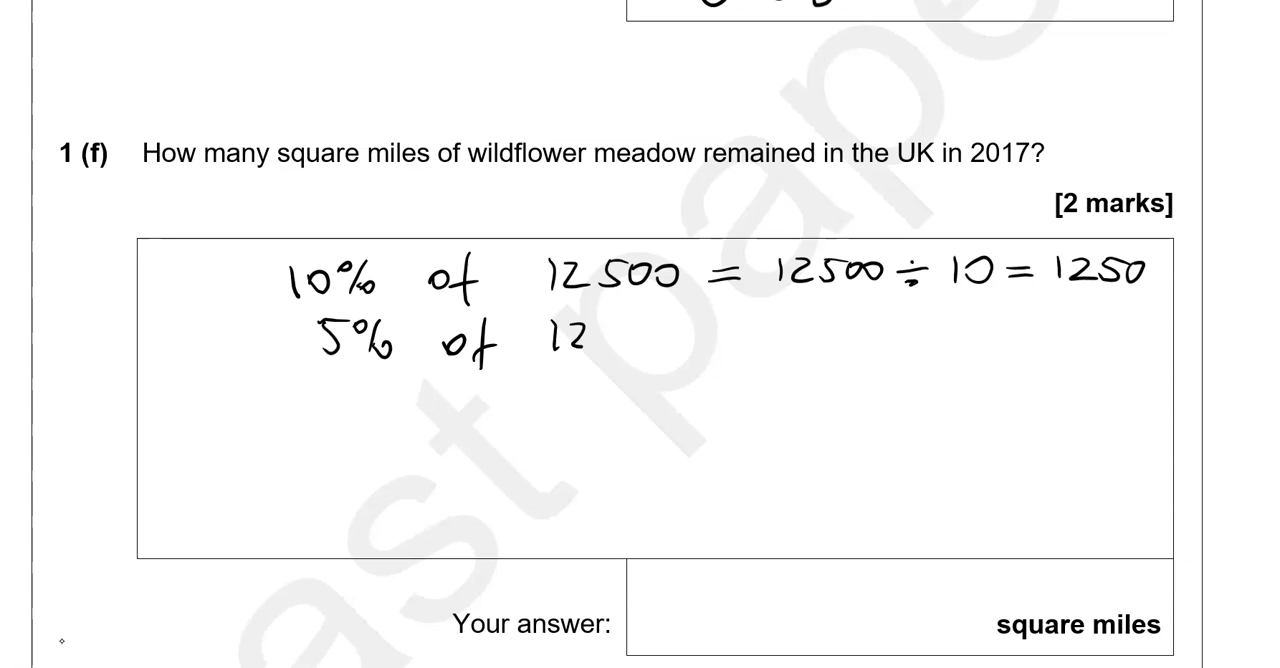 1 (f) How many square miles of wildflower meadow remained in the UK in 2017?
[2 marks]
10% of 12500 = 12500 ÷ 10 = 1250
5% of 12
Your answer:
square miles